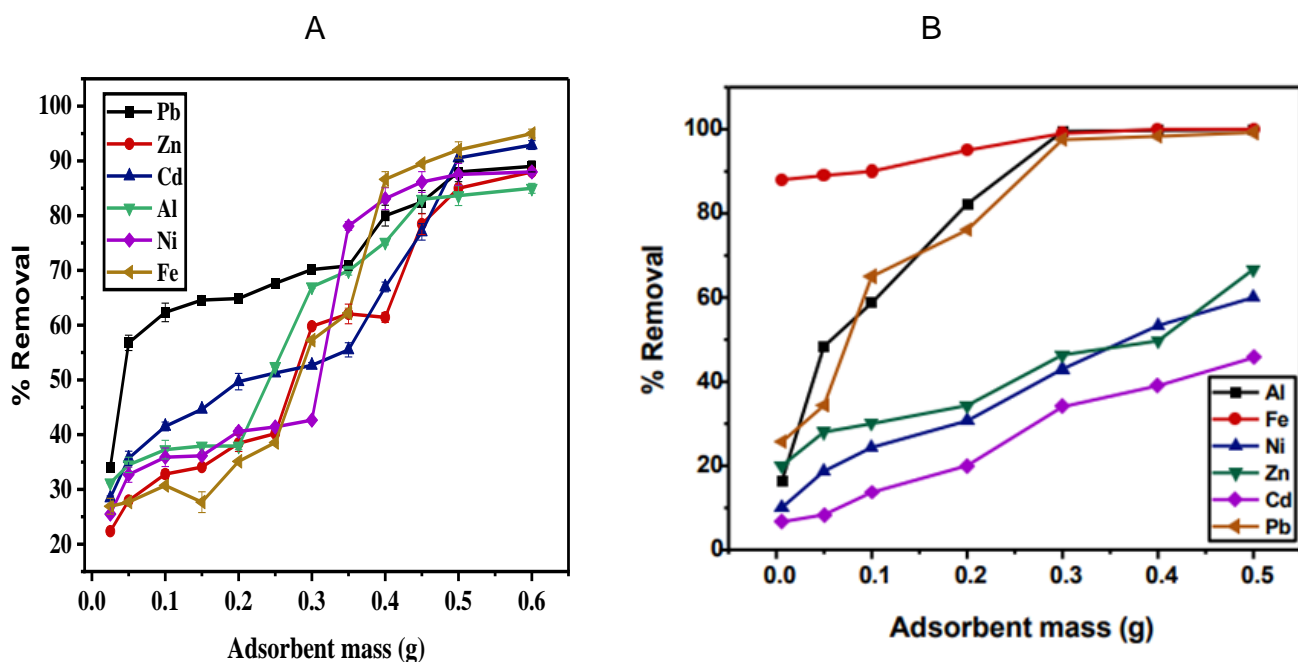 A
B
% Removal
100
90
80
70
60
50
40
30
20
Pb
Zn
Cd
Al
Ni
Fe
0.0 0.1 0.2 0.3 0.4 0.5 0.6
Adsorbent mass (g)
% Removal
100
80
60
40
20
0
Al
Fe
Ni
Zn
Cd
Pb
0.0 0.1 0.2 0.3 0.4 0.5
Adsorbent mass (g)